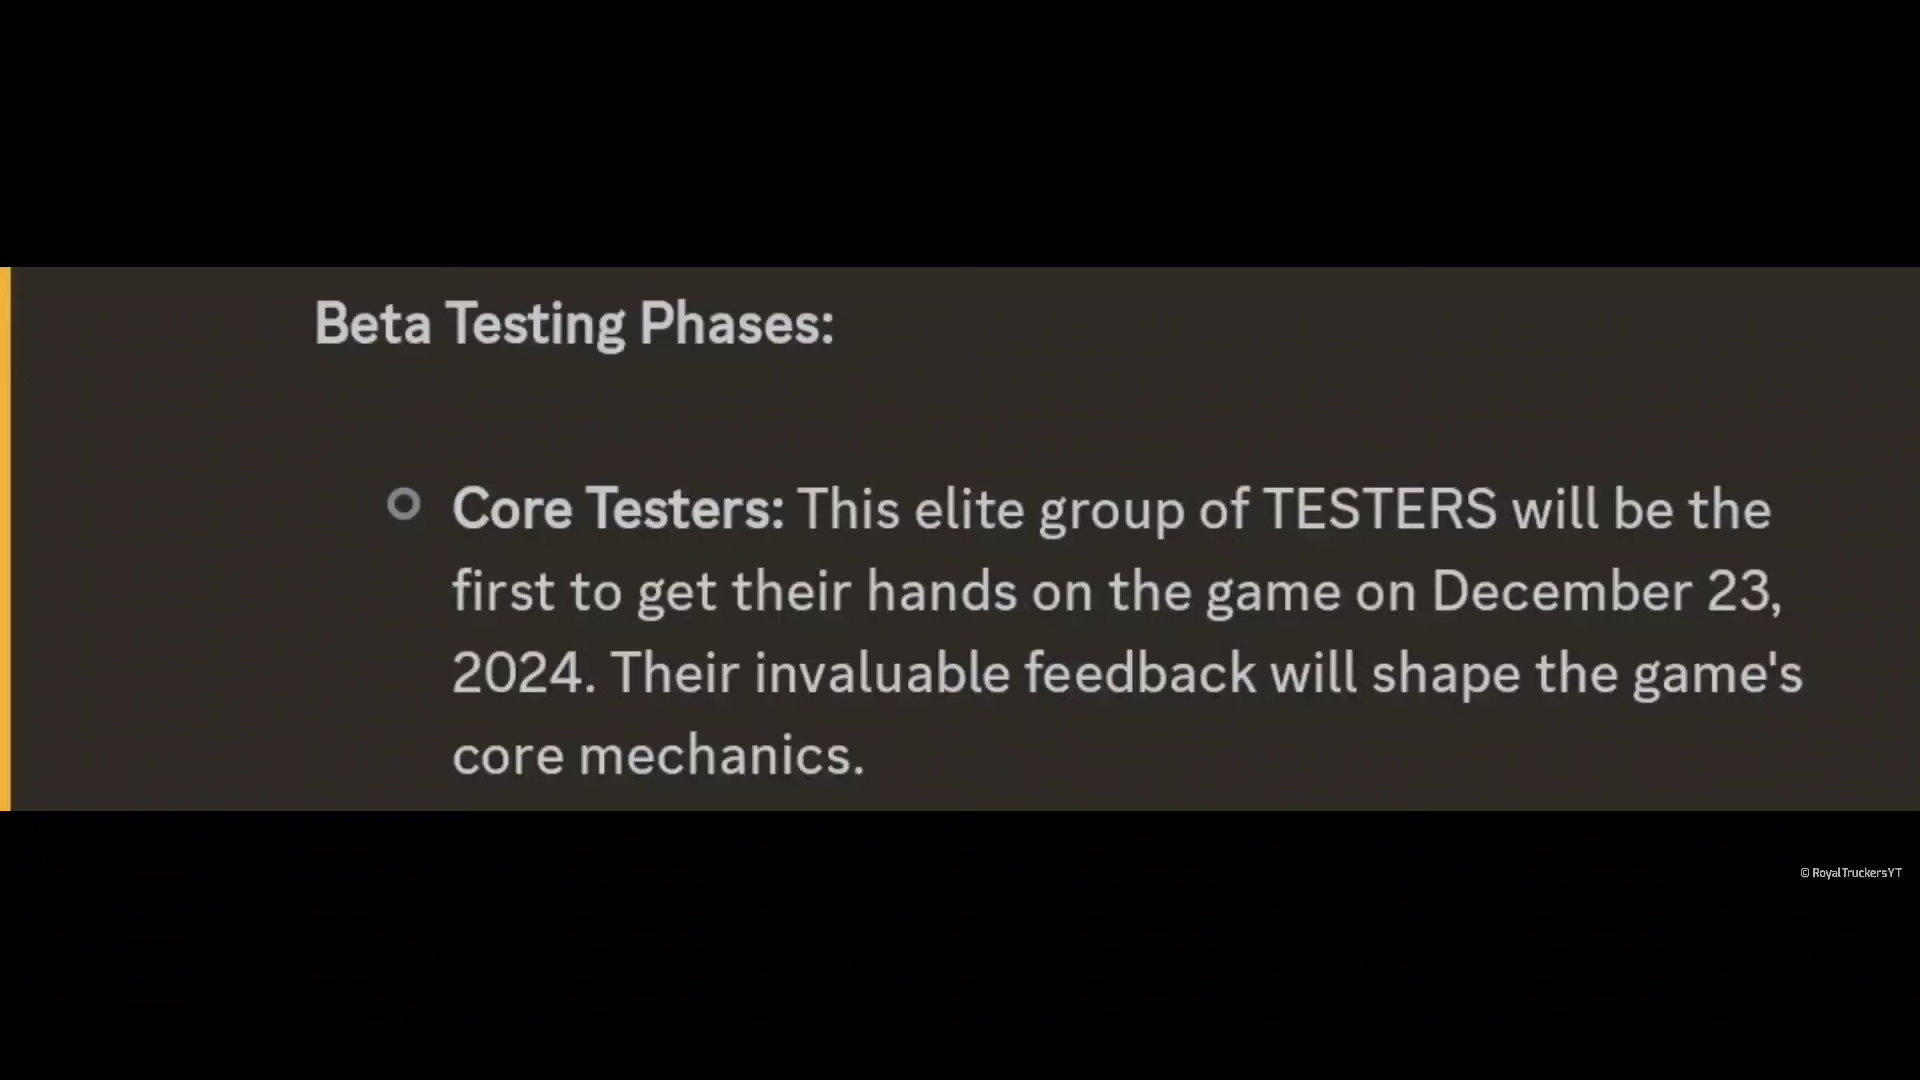 Beta Testing Phases:
Core Testers: This elite group of TESTERS will be the
first to get their hands on the game on December 23,
2024. Their invaluable feedback will shape the game's
core mechanics.
© RoyalTruckersYT